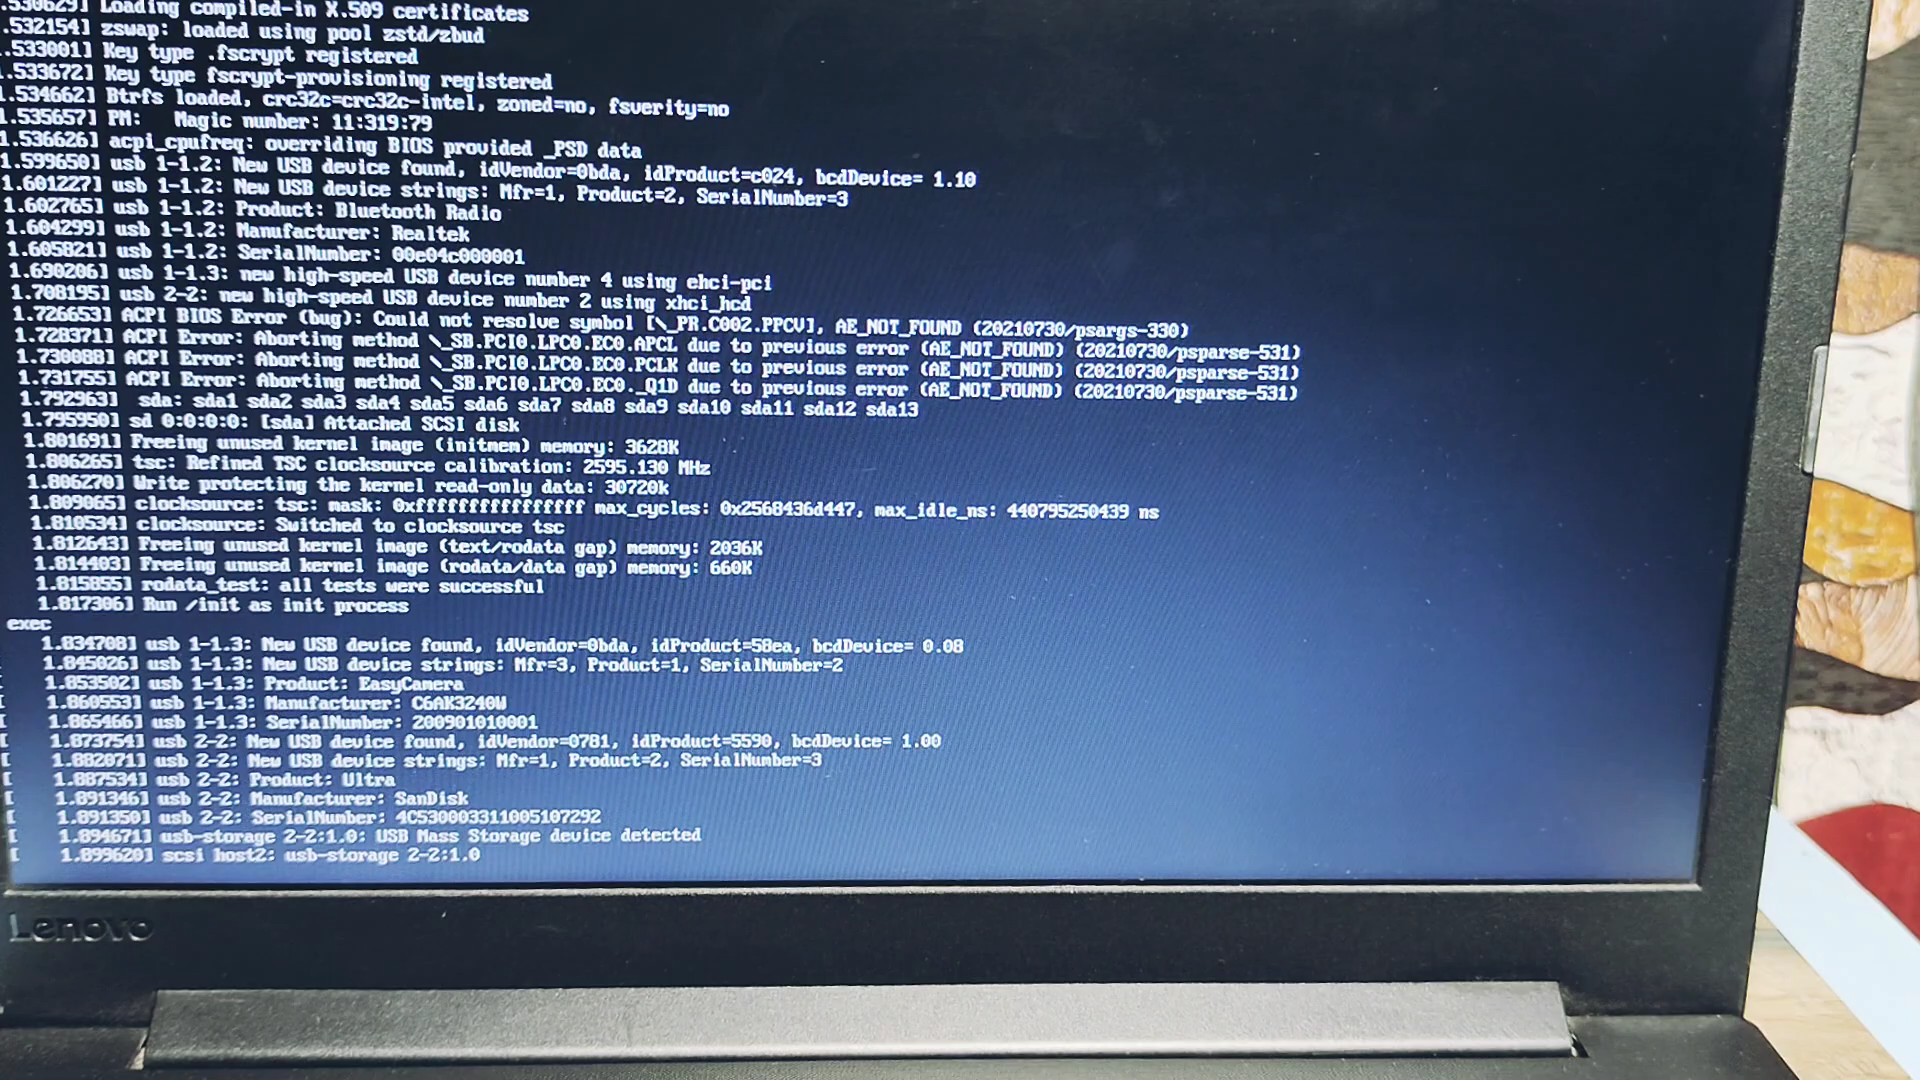 .530629] Loading compiled-in X.509 certificates
.532154] zswap: loaded using pool zstd/zbud
.533001] Key type .fscrypt registered
.533672] Key type fscrypt-provisioning registered
1.534662] Btrfs loaded, crc32c=crc32c-intel, zoned=no, fsverity=no
1.535657] PM:   Magic number: 11:319:79
1.536626] acpi_cpufreq: overriding BIOS provided _PSD data
1.599650] usb 1-1.2: New USB device found, idVendor=0bda, idProduct=c024, bcdDevice= 1.10
1.601227] usb 1-1.2: New USB device strings: Mfr=1, Product=2, SerialNumber=3
1.602765] usb 1-1.2: Product: Bluetooth Radio
1.604299] usb 1-1.2: Manufacturer: Realtek
1.605821] usb 1-1.2: SerialNumber: 00e04c000001
1.690206] usb 1-1.3: new high-speed USB device number 4 using ehci-pci
1.708195] usb 2-2: new high-speed USB device number 2 using xhci_hcd
1.726653] ACPI BIOS Error (bug): Could not resolve symbol [\_PR.C002.PPCV], AE_NOT_FOUND (20210730/psargs-330)
1.728371] ACPI Error: Aborting method \_SB.PCI0.LPC0.EC0.APCL due to previous error (AE_NOT_FOUND) (20210730/psparse-531)
1.730088] ACPI Error: Aborting method \_SB.PCI0.LPC0.EC0.PCLK due to previous error (AE_NOT_FOUND) (20210730/psparse-531)
1.731755] ACPI Error: Aborting method \_SB.PCI0.LPC0.EC0._Q1D due to previous error (AE_NOT_FOUND) (20210730/psparse-531)
1.792963]  sda: sda1 sda2 sda3 sda4 sda5 sda6 sda7 sda8 sda9 sda10 sda11 sda12 sda13
1.795950] sd 0:0:0:0: [sda] Attached SCSI disk
1.801691] Freeing unused kernel image (initmem) memory: 3628K
1.806265] tsc: Refined TSC clocksource calibration: 2595.130 MHz
1.806270] Write protecting the kernel read-only data: 30720k
1.809065] clocksource: tsc: mask: 0xffffffffffffffff max_cycles: 0x2568436d447, max_idle_ns: 440795250439 ns
1.810534] clocksource: Switched to clocksource tsc
1.812643] Freeing unused kernel image (text/rodata gap) memory: 2036K
1.814403] Freeing unused kernel image (rodata/data gap) memory: 660K
1.815855] rodata_test: all tests were successful
1.817306] Run /init as init process
exec
1.834708] usb 1-1.3: New USB device found, idVendor=0bda, idProduct=58ea, bcdDevice= 0.08
1.845026] usb 1-1.3: New USB device strings: Mfr=3, Product=1, SerialNumber=2
1.853502] usb 1-1.3: Product: EasyCamera
[    1.860553] usb 1-1.3: Manufacturer: C6AK3240W
[    1.865466] usb 1-1.3: SerialNumber: 200901010001
[    1.873754] usb 2-2: New USB device found, idVendor=0781, idProduct=5590, bcdDevice= 1.00
[    1.882071] usb 2-2: New USB device strings: Mfr=1, Product=2, SerialNumber=3
[    1.887534] usb 2-2: Product: Ultra
[    1.891346] usb 2-2: Manufacturer: SanDisk
[    1.891350] usb 2-2: SerialNumber: 4C530003311005107292
[    1.894671] usb-storage 2-2:1.0: USB Mass Storage device detected
[    1.899620] scsi host2: usb-storage 2-2:1.0
Lenovo